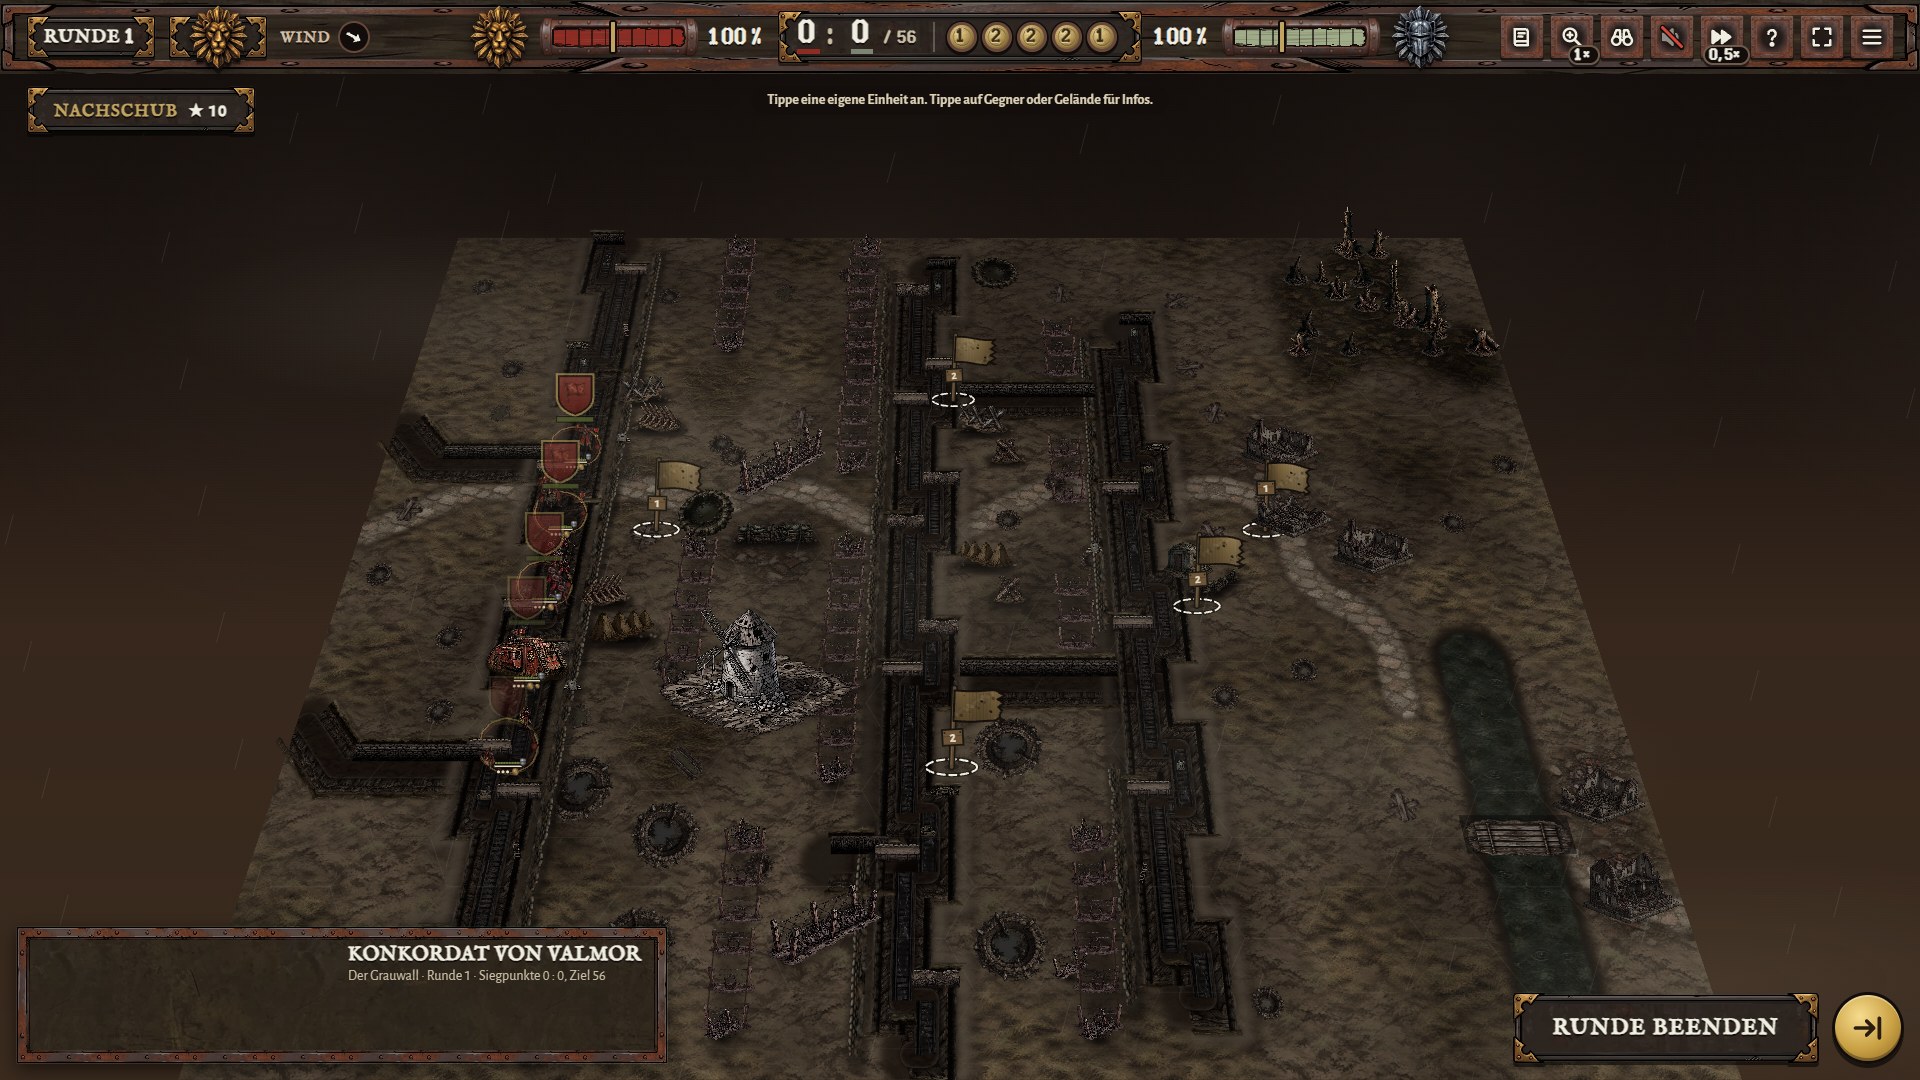 RUNDE 1
WIND
100%
0 : 0 / 56
1 2 2 2 1
100%
1×
0,5×
?
NACHSCHUB ★ 10
Tippe eine eigene Einheit an. Tippe auf Gegner oder Gelände für Infos.
2
1
1
2
2
KONKORDAT VON VALMOR
Der Grauwall · Runde 1 · Siegpunkte 0 : 0, Ziel 56
RUNDE BEENDEN